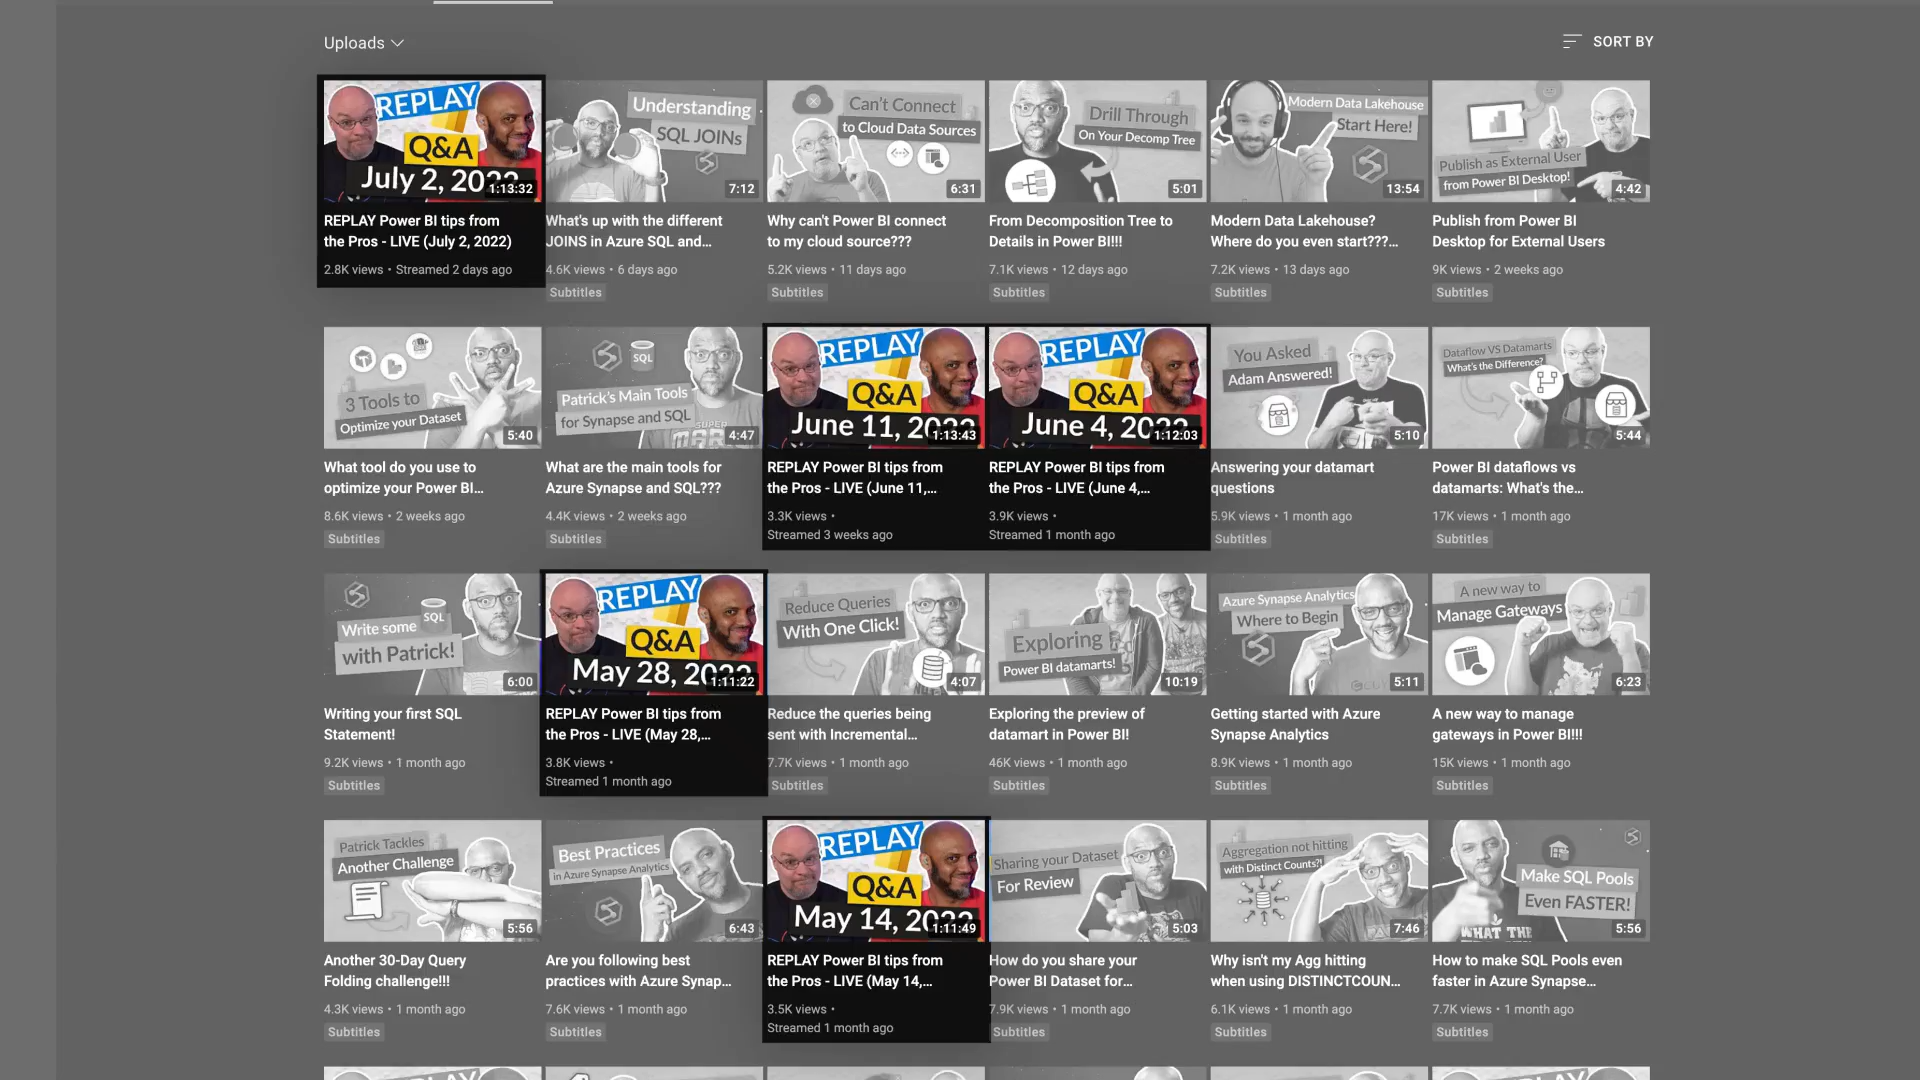 Uploads
SORT BY
REPLAY
Q&A
July 2, 2022
1:13:32
REPLAY Power BI tips from
the Pros - LIVE (July 2, 2022)
2.8K views • Streamed 2 days ago
Understanding
SQL JOINs
7:12
What's up with the different
JOINS in Azure SQL and...
4.6K views • 6 days ago
Subtitles
Can't Connect
to Cloud Data Sources
6:31
Why can't Power BI connect
to my cloud source???
5.2K views • 11 days ago
Subtitles
Drill Through
On Your Decomp Tree
5:01
From Decomposition Tree to
Details in Power BI!!!
7.1K views • 12 days ago
Subtitles
Modern Data Lakehouse
Start Here!
13:54
Modern Data Lakehouse?
Where do you even start???...
7.2K views • 13 days ago
Subtitles
Publish as External User
from Power BI Desktop!
4:42
Publish from Power BI
Desktop for External Users
9K views • 2 weeks ago
Subtitles
3 Tools to
Optimize your Dataset
5:40
What tool do you use to
optimize your Power BI...
8.6K views • 2 weeks ago
Subtitles
SQL
Patrick's Main Tools
for Synapse and SQL
4:47
What are the main tools for
Azure Synapse and SQL???
4.4K views • 2 weeks ago
Subtitles
REPLAY
Q&A
June 11, 2022
1:13:43
REPLAY Power BI tips from
the Pros - LIVE (June 11,...
3.3K views •
Streamed 3 weeks ago
REPLAY
Q&A
June 4, 2022
1:12:03
REPLAY Power BI tips from
the Pros - LIVE (June 4,...
3.9K views •
Streamed 1 month ago
You Asked
Adam Answered!
5:10
Answering your datamart
questions
5.9K views • 1 month ago
Subtitles
Dataflow VS Datamarts
What's the Difference?
5:44
Power BI dataflows vs
datamarts: What's the...
17K views • 1 month ago
Subtitles
Write some
SQL
with Patrick!
6:00
Writing your first SQL
Statement!
9.2K views • 1 month ago
Subtitles
REPLAY
Q&A
May 28, 2022
1:11:22
REPLAY Power BI tips from
the Pros - LIVE (May 28,...
3.8K views •
Streamed 1 month ago
Reduce Queries
With One Click!
4:07
Reduce the queries being
sent with Incremental...
7.7K views • 1 month ago
Subtitles
Exploring
Power BI datamarts!
10:19
Exploring the preview of
datamart in Power BI!
46K views • 1 month ago
Subtitles
Azure Synapse Analytics
Where to Begin
5:11
Getting started with Azure
Synapse Analytics
8.9K views • 1 month ago
Subtitles
A new way to
Manage Gateways
6:23
A new way to manage
gateways in Power BI!!!
15K views • 1 month ago
Subtitles
Patrick Tackles
Another Challenge
5:56
Another 30-Day Query
Folding challenge!!!
4.3K views • 1 month ago
Subtitles
Best Practices
in Azure Synapse Analytics
6:43
Are you following best
practices with Azure Synap...
7.6K views • 1 month ago
Subtitles
REPLAY
Q&A
May 14, 2022
1:11:49
REPLAY Power BI tips from
the Pros - LIVE (May 14,...
3.5K views •
Streamed 1 month ago
Sharing your Dataset
For Review
5:03
How do you share your
Power BI Dataset for...
7.9K views • 1 month ago
Subtitles
Aggregation not hitting
with Distinct Counts?!
7:46
Why isn't my Agg hitting
when using DISTINCTCOUN...
6.1K views • 1 month ago
Subtitles
Make SQL Pools
Even FASTER!
WHAT THE
5:56
How to make SQL Pools even
faster in Azure Synapse...
7.7K views • 1 month ago
Subtitles